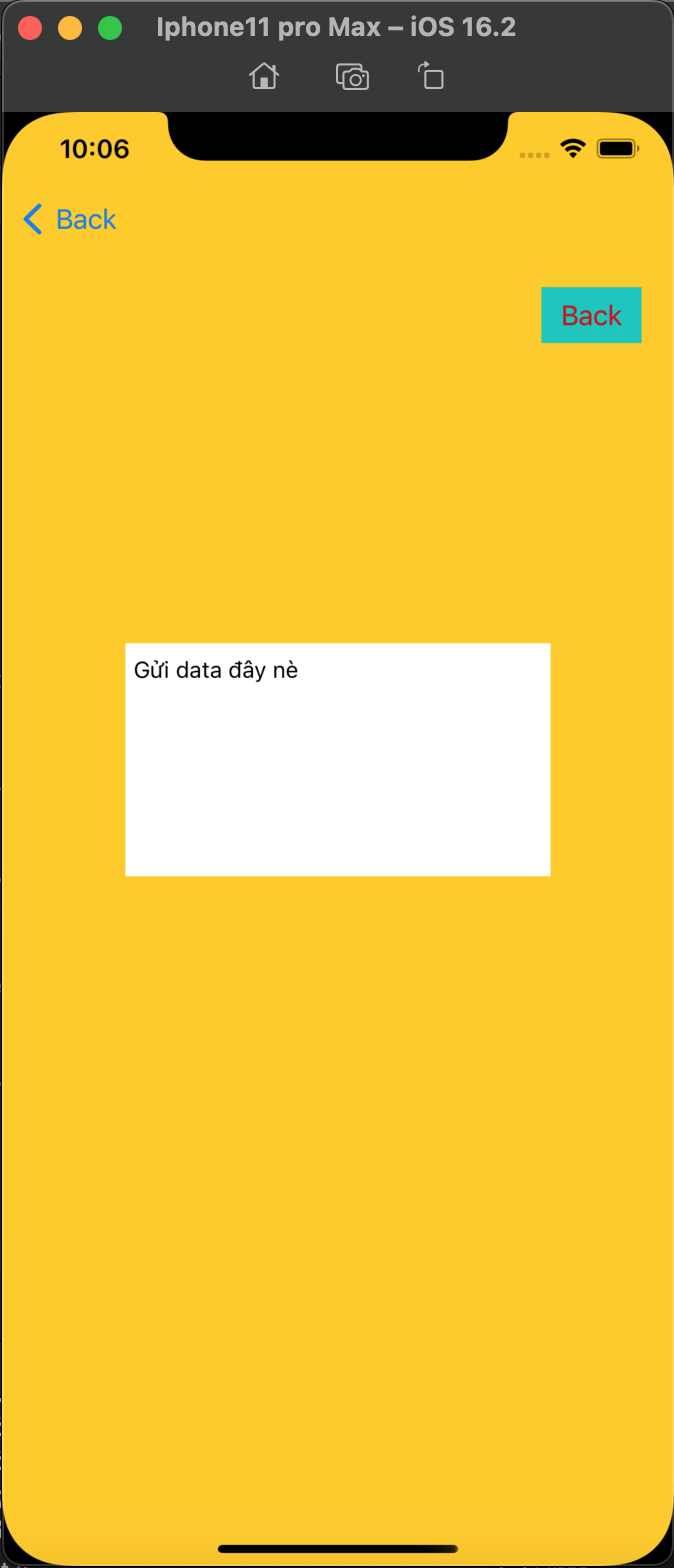 Iphone11 pro Max – iOS 16.2
10:06
Back
Back
Gửi data đây nè